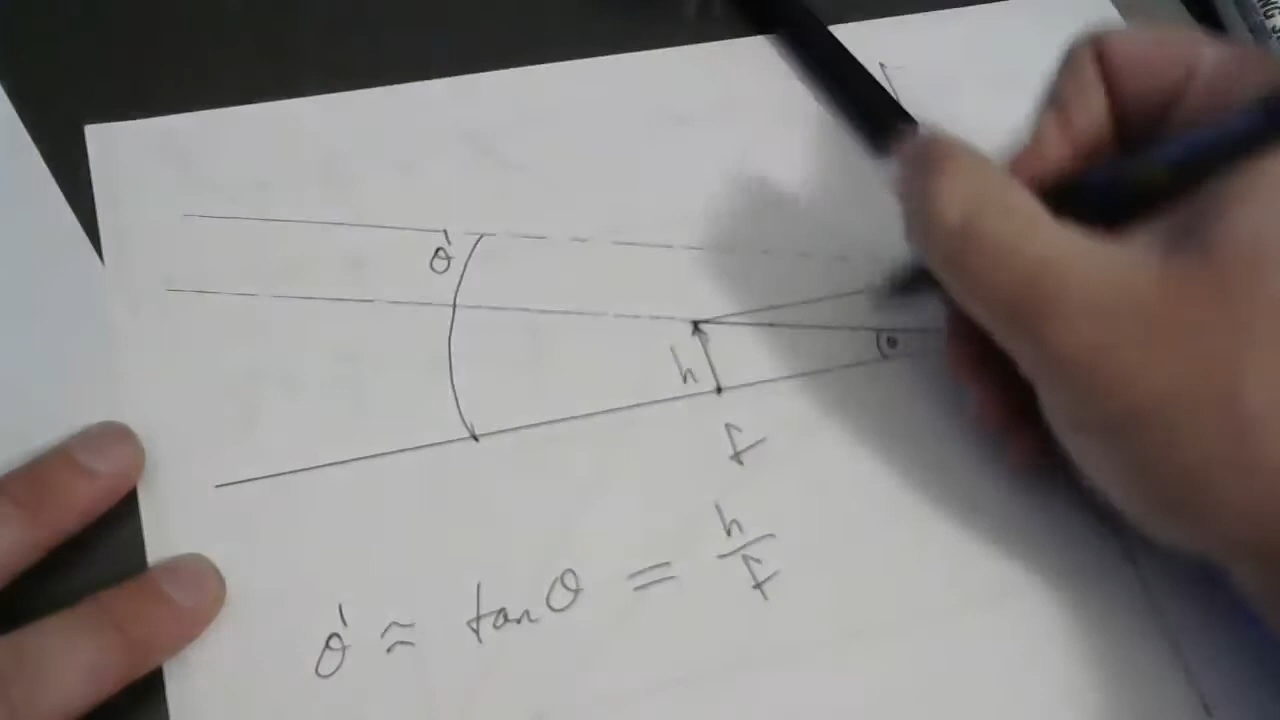 θ'
θ
h
f
θ' ≈ tan θ = h/f